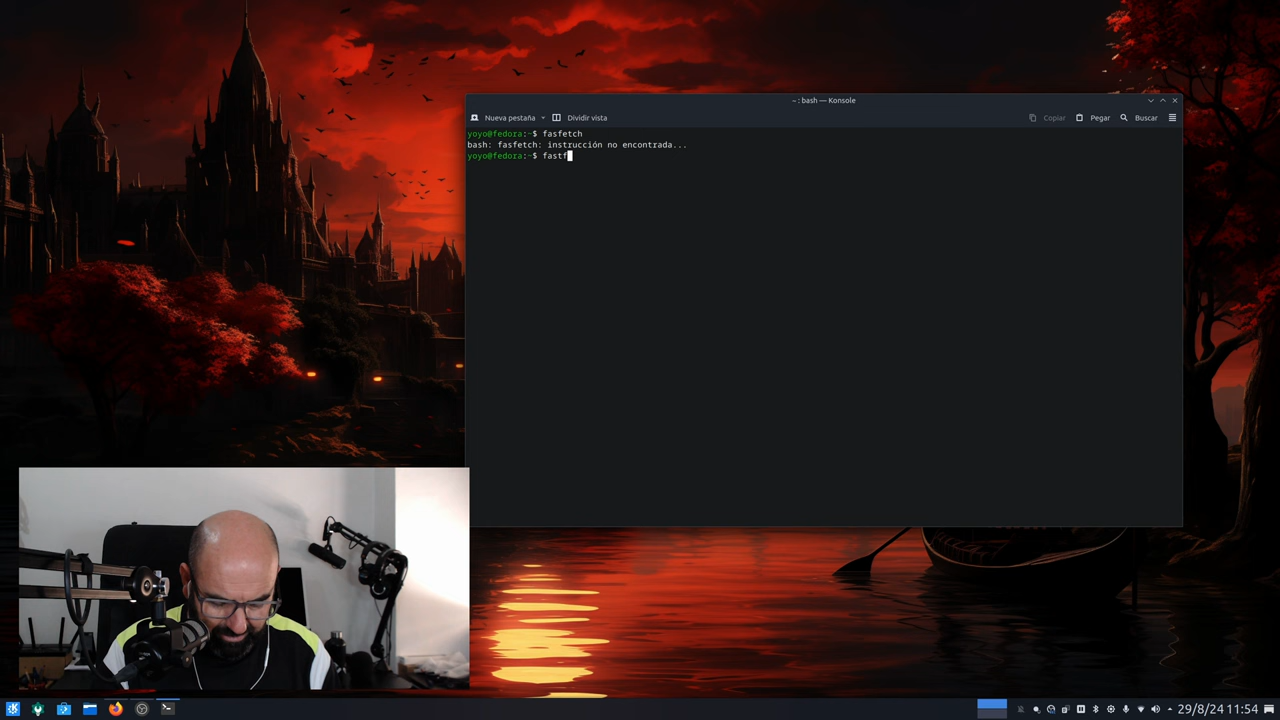 ~ : bash — Konsole
Nueva pestaña
Dividir vista
Copiar
Pegar
Buscar
yoyo@fedora:~$ fasfetch
bash: fasfetch: instrucción no encontrada...
yoyo@fedora:~$ fastf
29/8/24 11:54